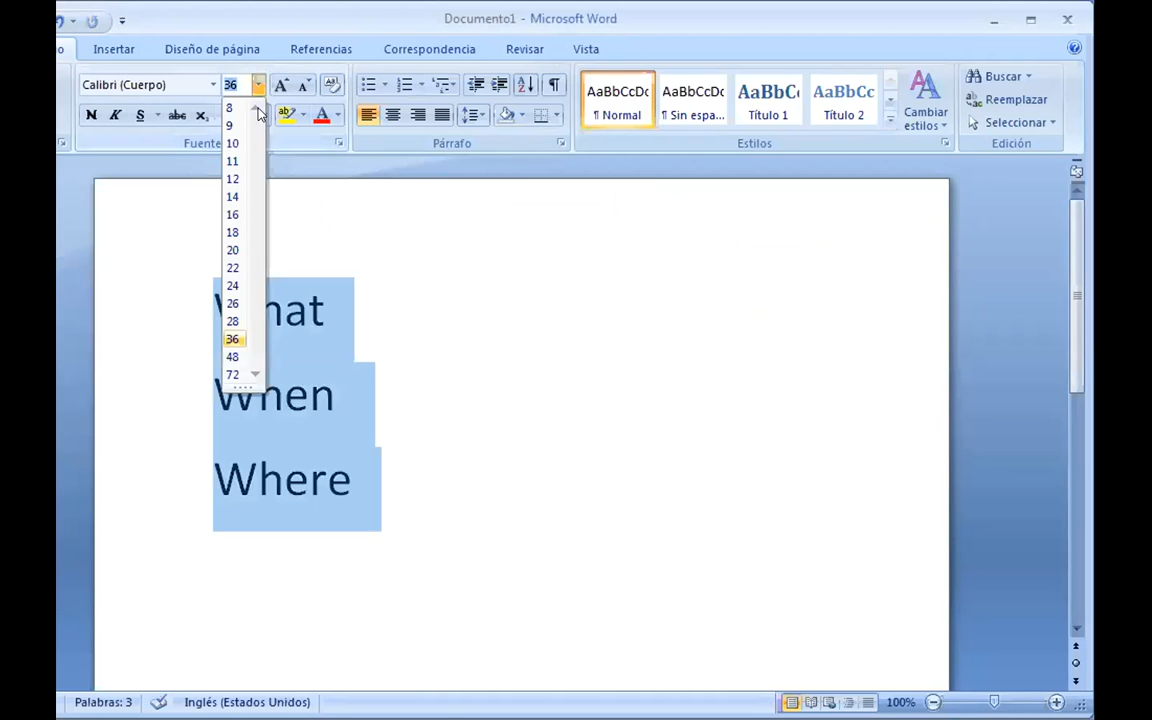 Documento1 - Microsoft Word
Insertar Diseño de página Referencias Correspondencia Revisar Vista
Calibri (Cuerpo) 36 A A AaBbCcDc AaBbCcDc AaBbC AaBbCc Buscar
¶ Normal ¶ Sin espa... Título 1 Título 2 Cambiar estilos Reemplazar
N K S abc x A Seleccionar
Fuente Párrafo Estilos Edición
8
9
10
11
12
14
16
18
20
22
24
26
28
36
48
72
What
When
Where
Palabras: 3 Inglés (Estados Unidos) 100%